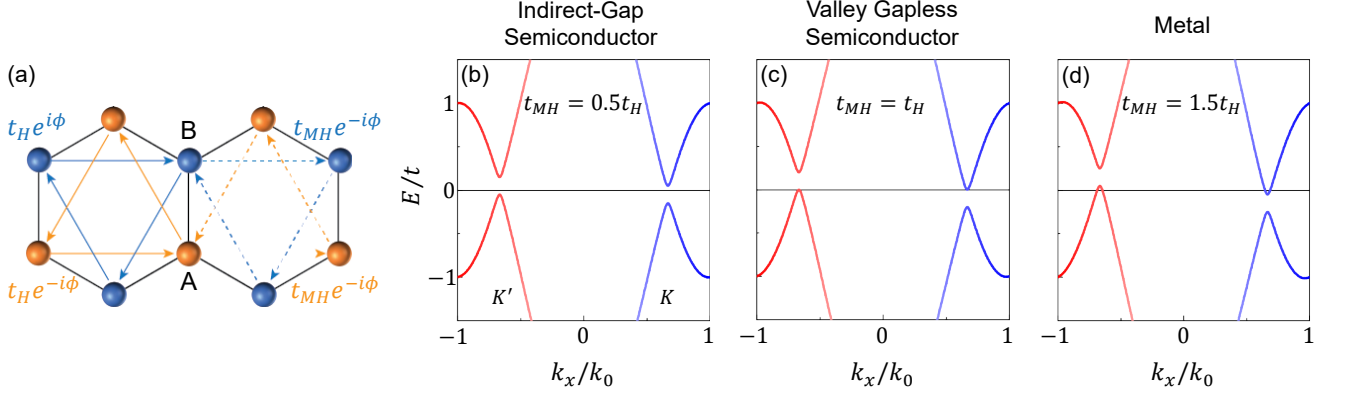 (a)
t_H e^{iϕ}
B
t_{MH} e^{-iϕ}
t_H e^{-iϕ}
A
t_{MH} e^{-iϕ}
Indirect-Gap
Semiconductor
(b)
t_{MH} = 0.5t_H
E/t
1
0
−1
K′
K
−1
0
1
k_x/k_0
Valley Gapless
Semiconductor
(c)
t_{MH} = t_H
−1
0
1
k_x/k_0
Metal
(d)
t_{MH} = 1.5t_H
−1
0
1
k_x/k_0